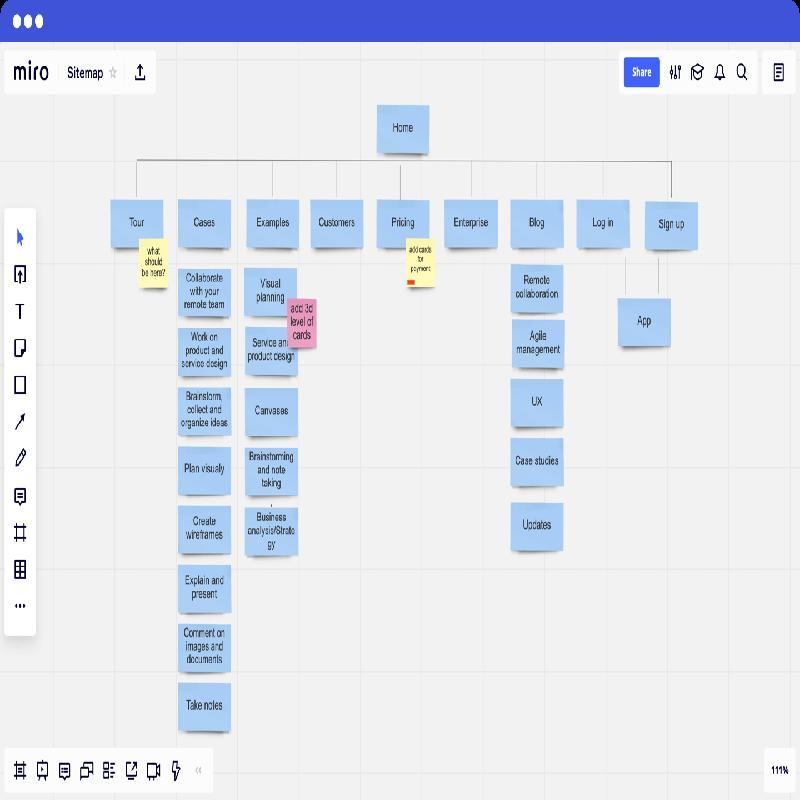 miro
Sitemap
Share
Home
Tour
Cases
Examples
Customers
Pricing
Enterprise
Blog
Log in
Sign up
what
should
be here?
add cards
for
payment
Collaborate
with your
remote team
Work on
product and
service design
Brainstorm,
collect and
organize ideas
Plan visualy
Create
wireframes
Explain and
present
Comment on
images and
documents
Take notes
Visual
planning
add 3d
level of
cards
Service and
product design
Canvases
Brainstorming
and note
taking
Business
analysis/Strate
gy
Remote
collaboration
Agile
management
UX
Case studies
Updates
App
111%